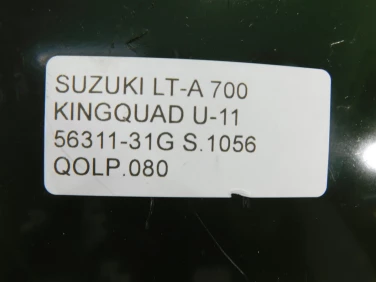 SUZUKI LT-A 700
KINGQUAD U-11
56311-31G S.1056
QOLP.080